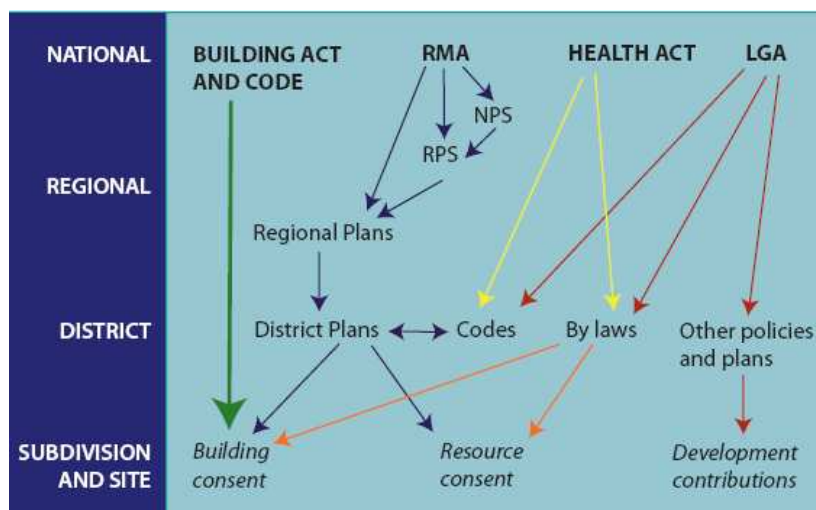 NATIONAL
BUILDING ACT
AND CODE
RMA
HEALTH ACT
LGA
NPS
RPS
REGIONAL
Regional Plans
DISTRICT
District Plans
Codes
By laws
Other policies
and plans
SUBDIVISION
AND SITE
Building
consent
Resource
consent
Development
contributions